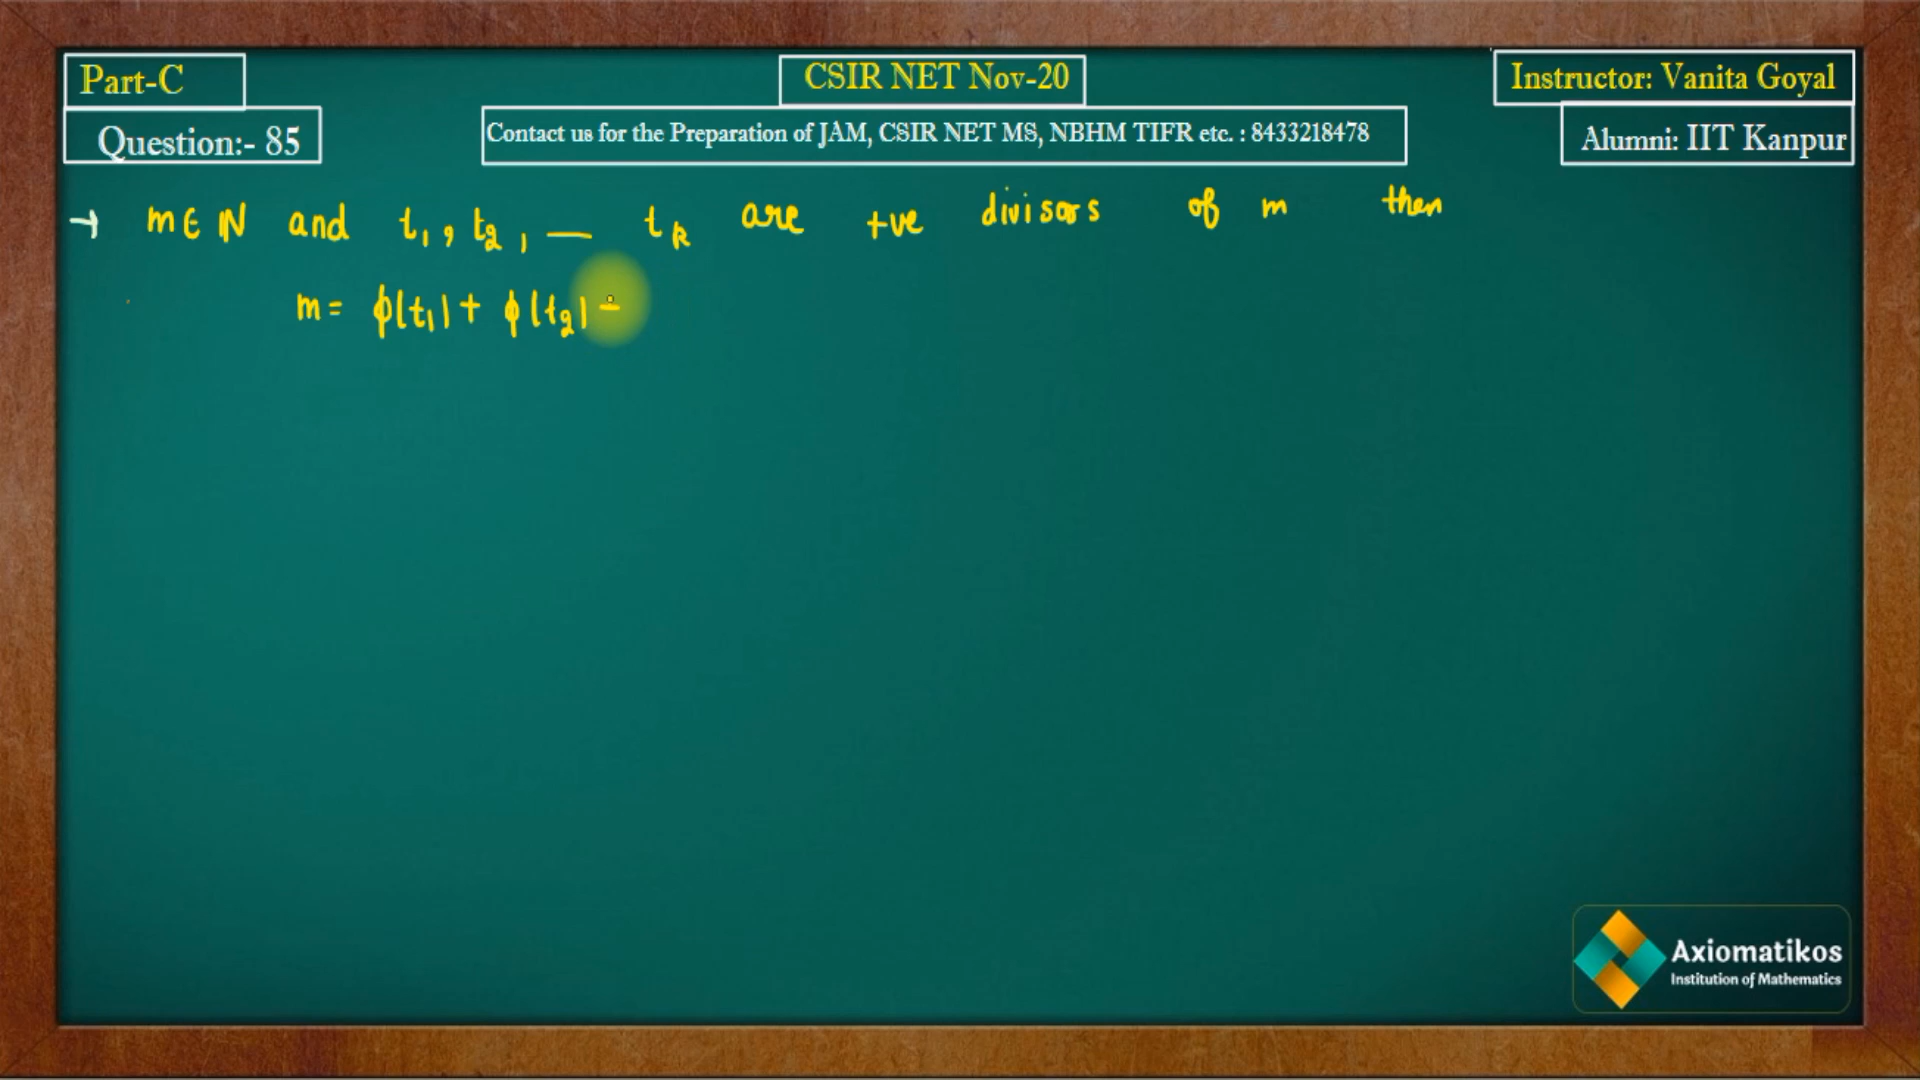 Part-C
CSIR NET Nov-20
Instructor: Vanita Goyal
Question:- 85
Contact us for the Preparation of JAM, CSIR NET MS, NBHM TIFR etc. : 8433218478
Alumni: IIT Kanpur
→ m ∈ N and t₁, t₂, — t_k are +ve divisors of m then
m = ϕ(t₁) + ϕ(t₂) -
Axiomatikos
Institution of Mathematics